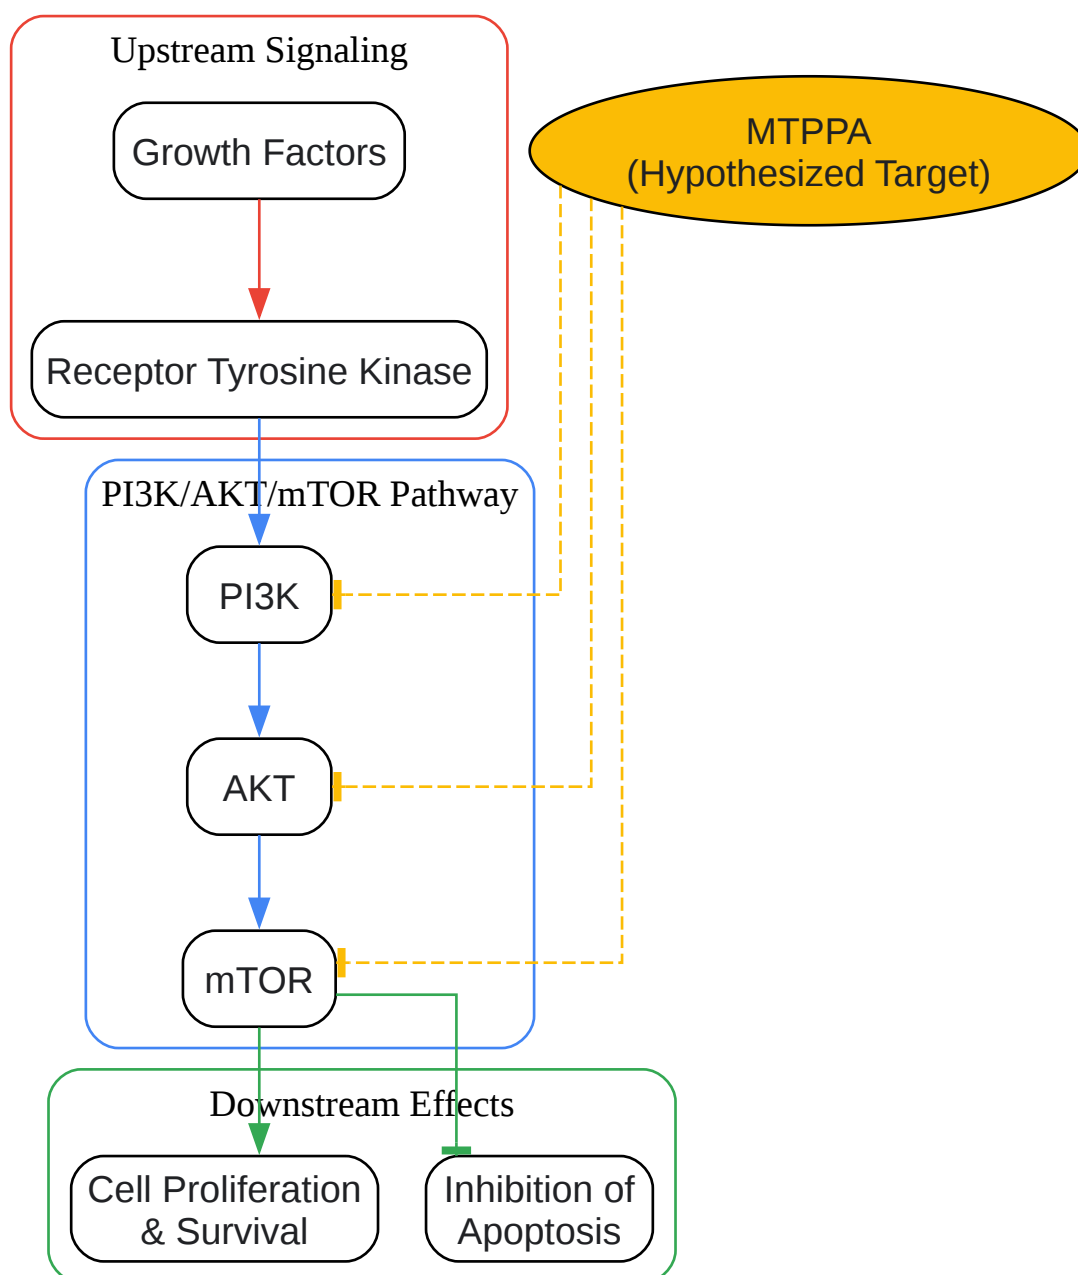 Upstream Signaling
Growth Factors
Receptor Tyrosine Kinase
MTPPA
(Hypothesized Target)
PI3K/AKT/mTOR Pathway
PI3K
AKT
mTOR
Downstream Effects
Cell Proliferation
& Survival
Inhibition of
Apoptosis